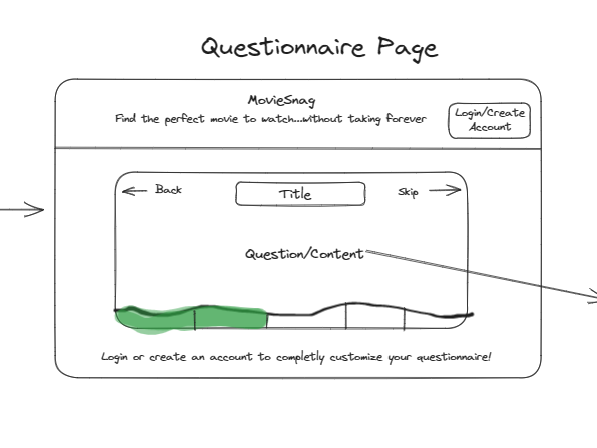 Questionnaire Page
MovieSnag
Find the perfect movie to watch...without taking forever
Login/Create
Account
Back
Title
Skip
Question/Content
Login or create an account to completly customize your questionnaire!